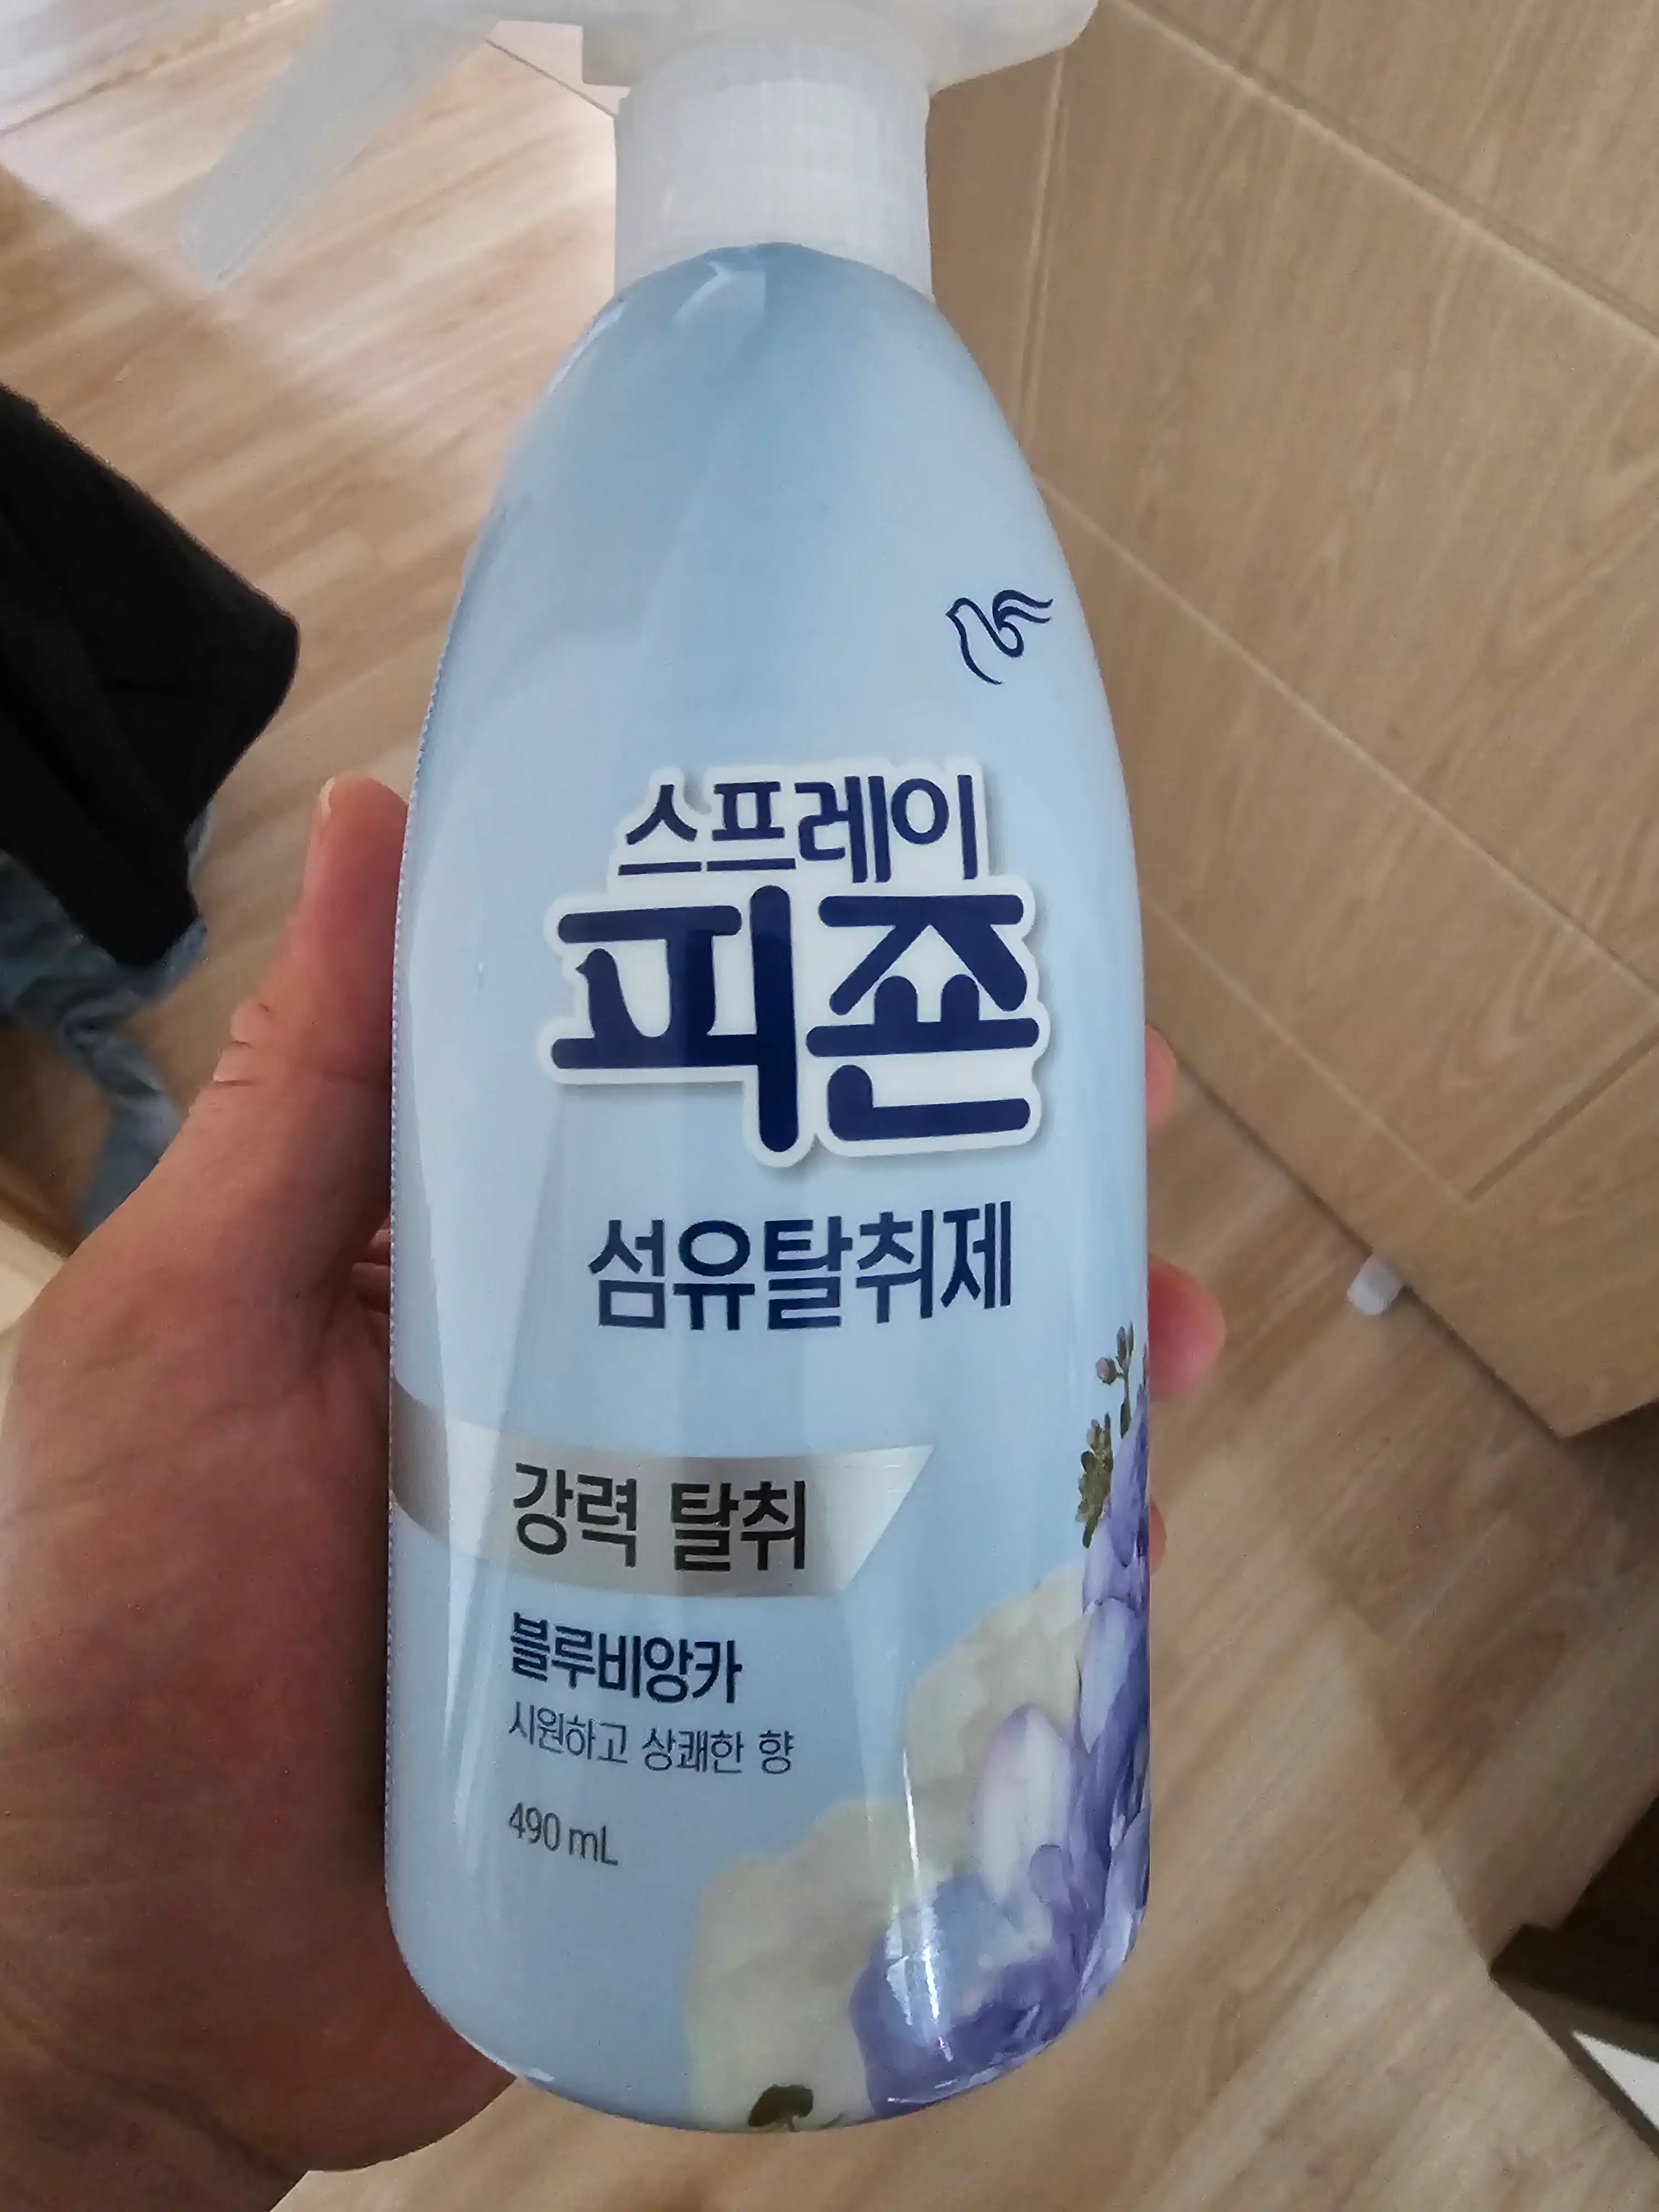 스프레이
피죤
섬유탈취제
강력 탈취
블루비앙카
시원하고 상쾌한 향
490 mL